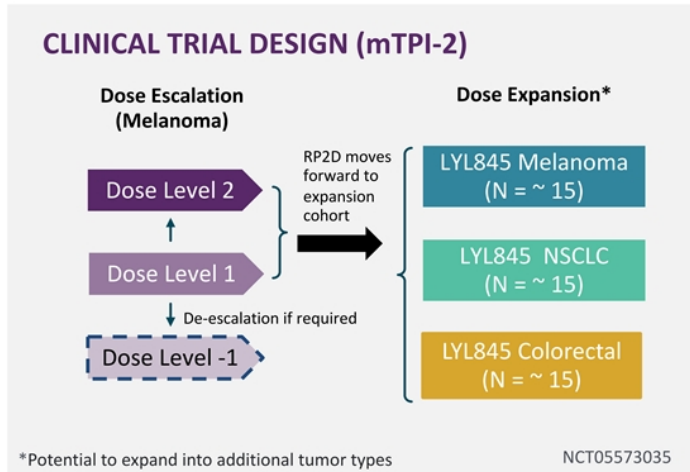 CLINICAL TRIAL DESIGN (mTPI-2)
Dose Escalation
(Melanoma)
Dose Level 2
Dose Level 1
De-escalation if required
Dose Level -1
RP2D moves
forward to
expansion
cohort
Dose Expansion*
LYL845 Melanoma
(N = ~ 15)
LYL845 NSCLC
(N = ~ 15)
LYL845 Colorectal
(N = ~ 15)
*Potential to expand into additional tumor types
NCT05573035